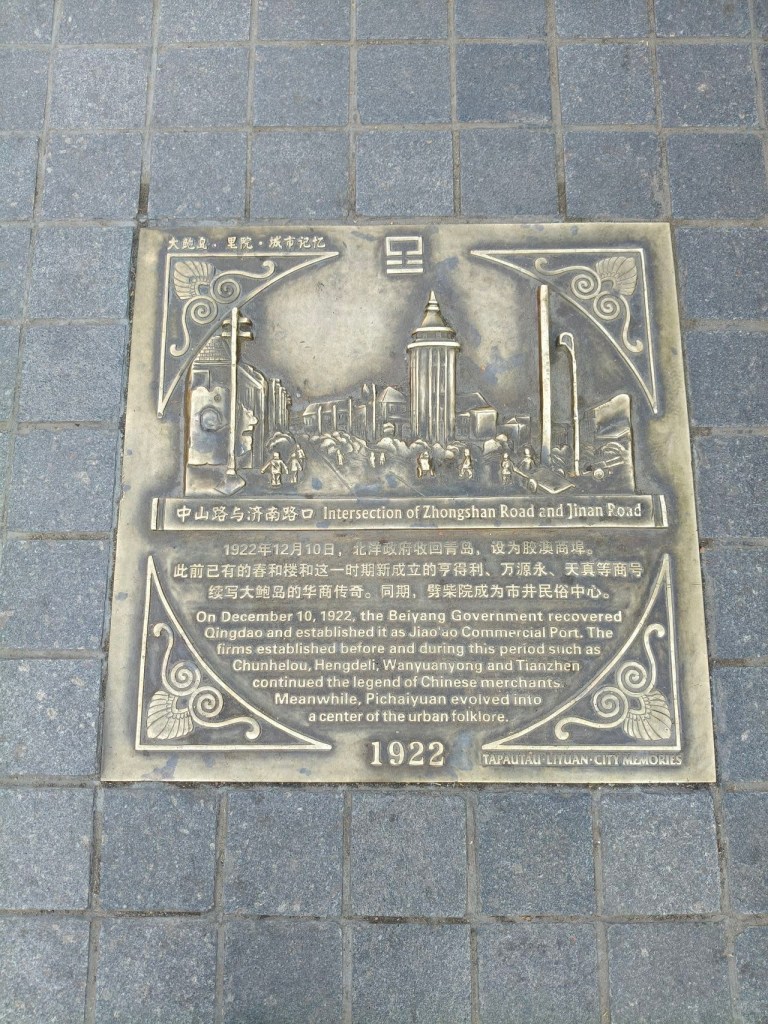 大鲍岛·里院·城市记忆
中山路与济南路口 Intersection of Zhongshan Road and Jinan Road
1922年12月10日，北洋政府收回青岛，设为胶澳商埠。
此前已有的春和楼和这一时期新成立的亨得利、万源永、天真等商号
续写大鲍岛的华商传奇。同期，劈柴院成为市井民俗中心。
On December 10, 1922, the Beiyang Government recovered
Qingdao and established it as Jiao'ao Commercial Port. The
firms established before and during this period such as
Chunhelou, Hengdeli, Wanyuanyong and Tianzhen
continued the legend of Chinese merchants.
Meanwhile, Pichaiyuan evolved into
a center of the urban folklore.
1922
TAPAUTAU·LIYUAN·CITY MEMORIES